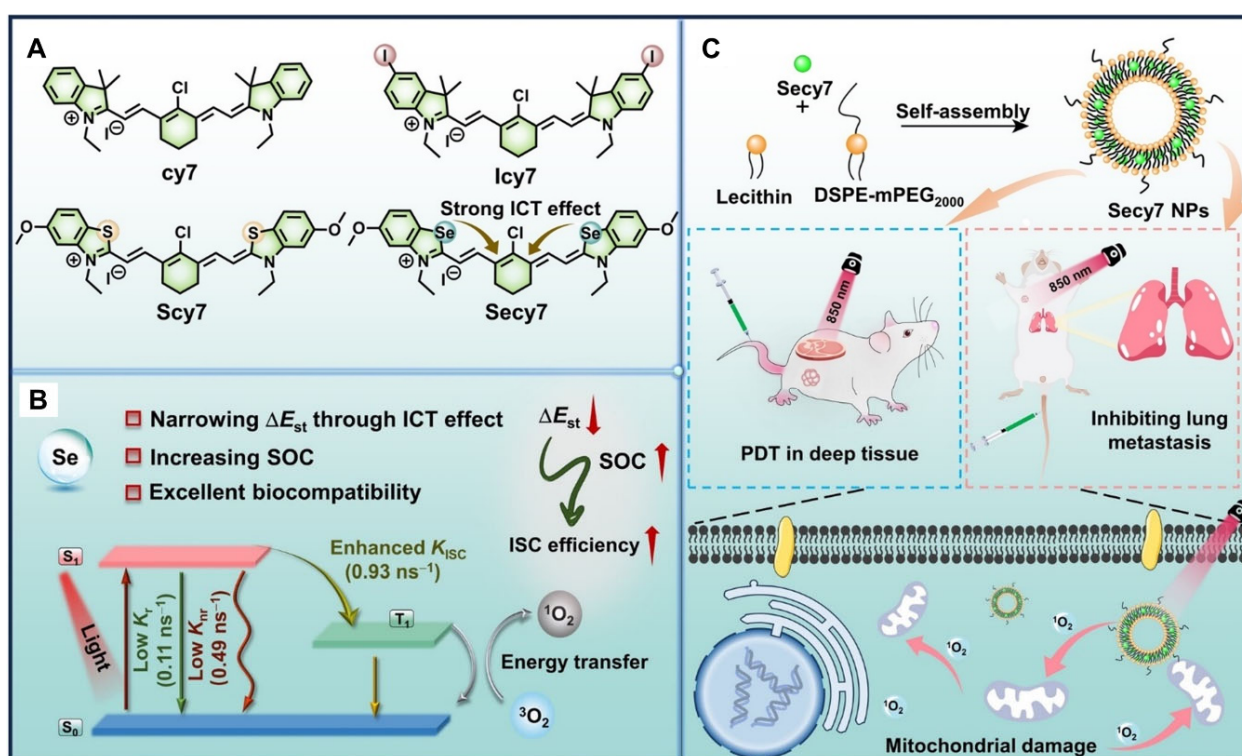 A
Cl
N
⊕
I⊖
N
cy7
I
I
Cl
N
⊕
I⊖
N
Icy7
Strong ICT effect
O
S
Cl
S
O
N
⊕
I⊖
N
Scy7
O
Se
Cl
Se
O
N
⊕
I⊖
N
Secy7
B
Se
Narrowing ΔEst through ICT effect
Increasing SOC
Excellent biocompatibility
ΔEst
SOC
ISC efficiency
S1
Light
Low Kr
(0.11 ns⁻¹)
Low Knr
(0.49 ns⁻¹)
Enhanced KISC
(0.93 ns⁻¹)
T1
¹O2
Energy transfer
³O2
S0
C
Secy7
+
Lecithin
DSPE-mPEG2000
Self-assembly
Secy7 NPs
850 nm
PDT in deep tissue
850 nm
Inhibiting lung
metastasis
¹O2
¹O2
¹O2
¹O2
¹O2
Mitochondrial damage